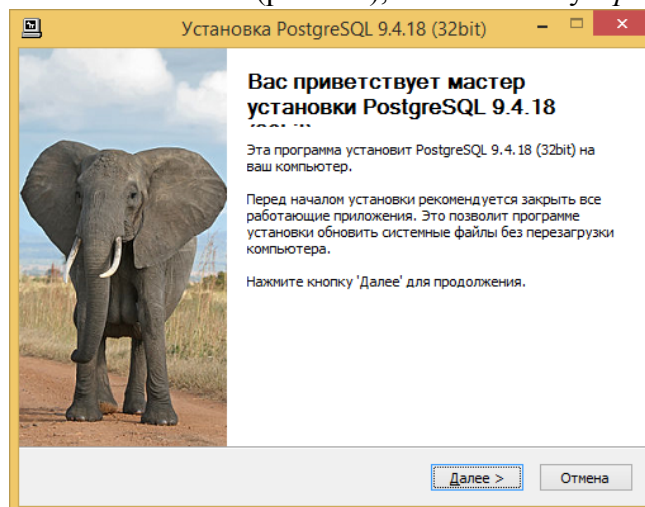 Установка PostgreSQL 9.4.18 (32bit)
Вас приветствует мастер
установки PostgreSQL 9.4.18
Эта программа установит PostgreSQL 9.4.18 (32bit) на
ваш компьютер.
Перед началом установки рекомендуется закрыть все
работающие приложения. Это позволит программе
установки обновить системные файлы без перезагрузки
компьютера.
Нажмите кнопку 'Далее' для продолжения.
Далее >
Отмена